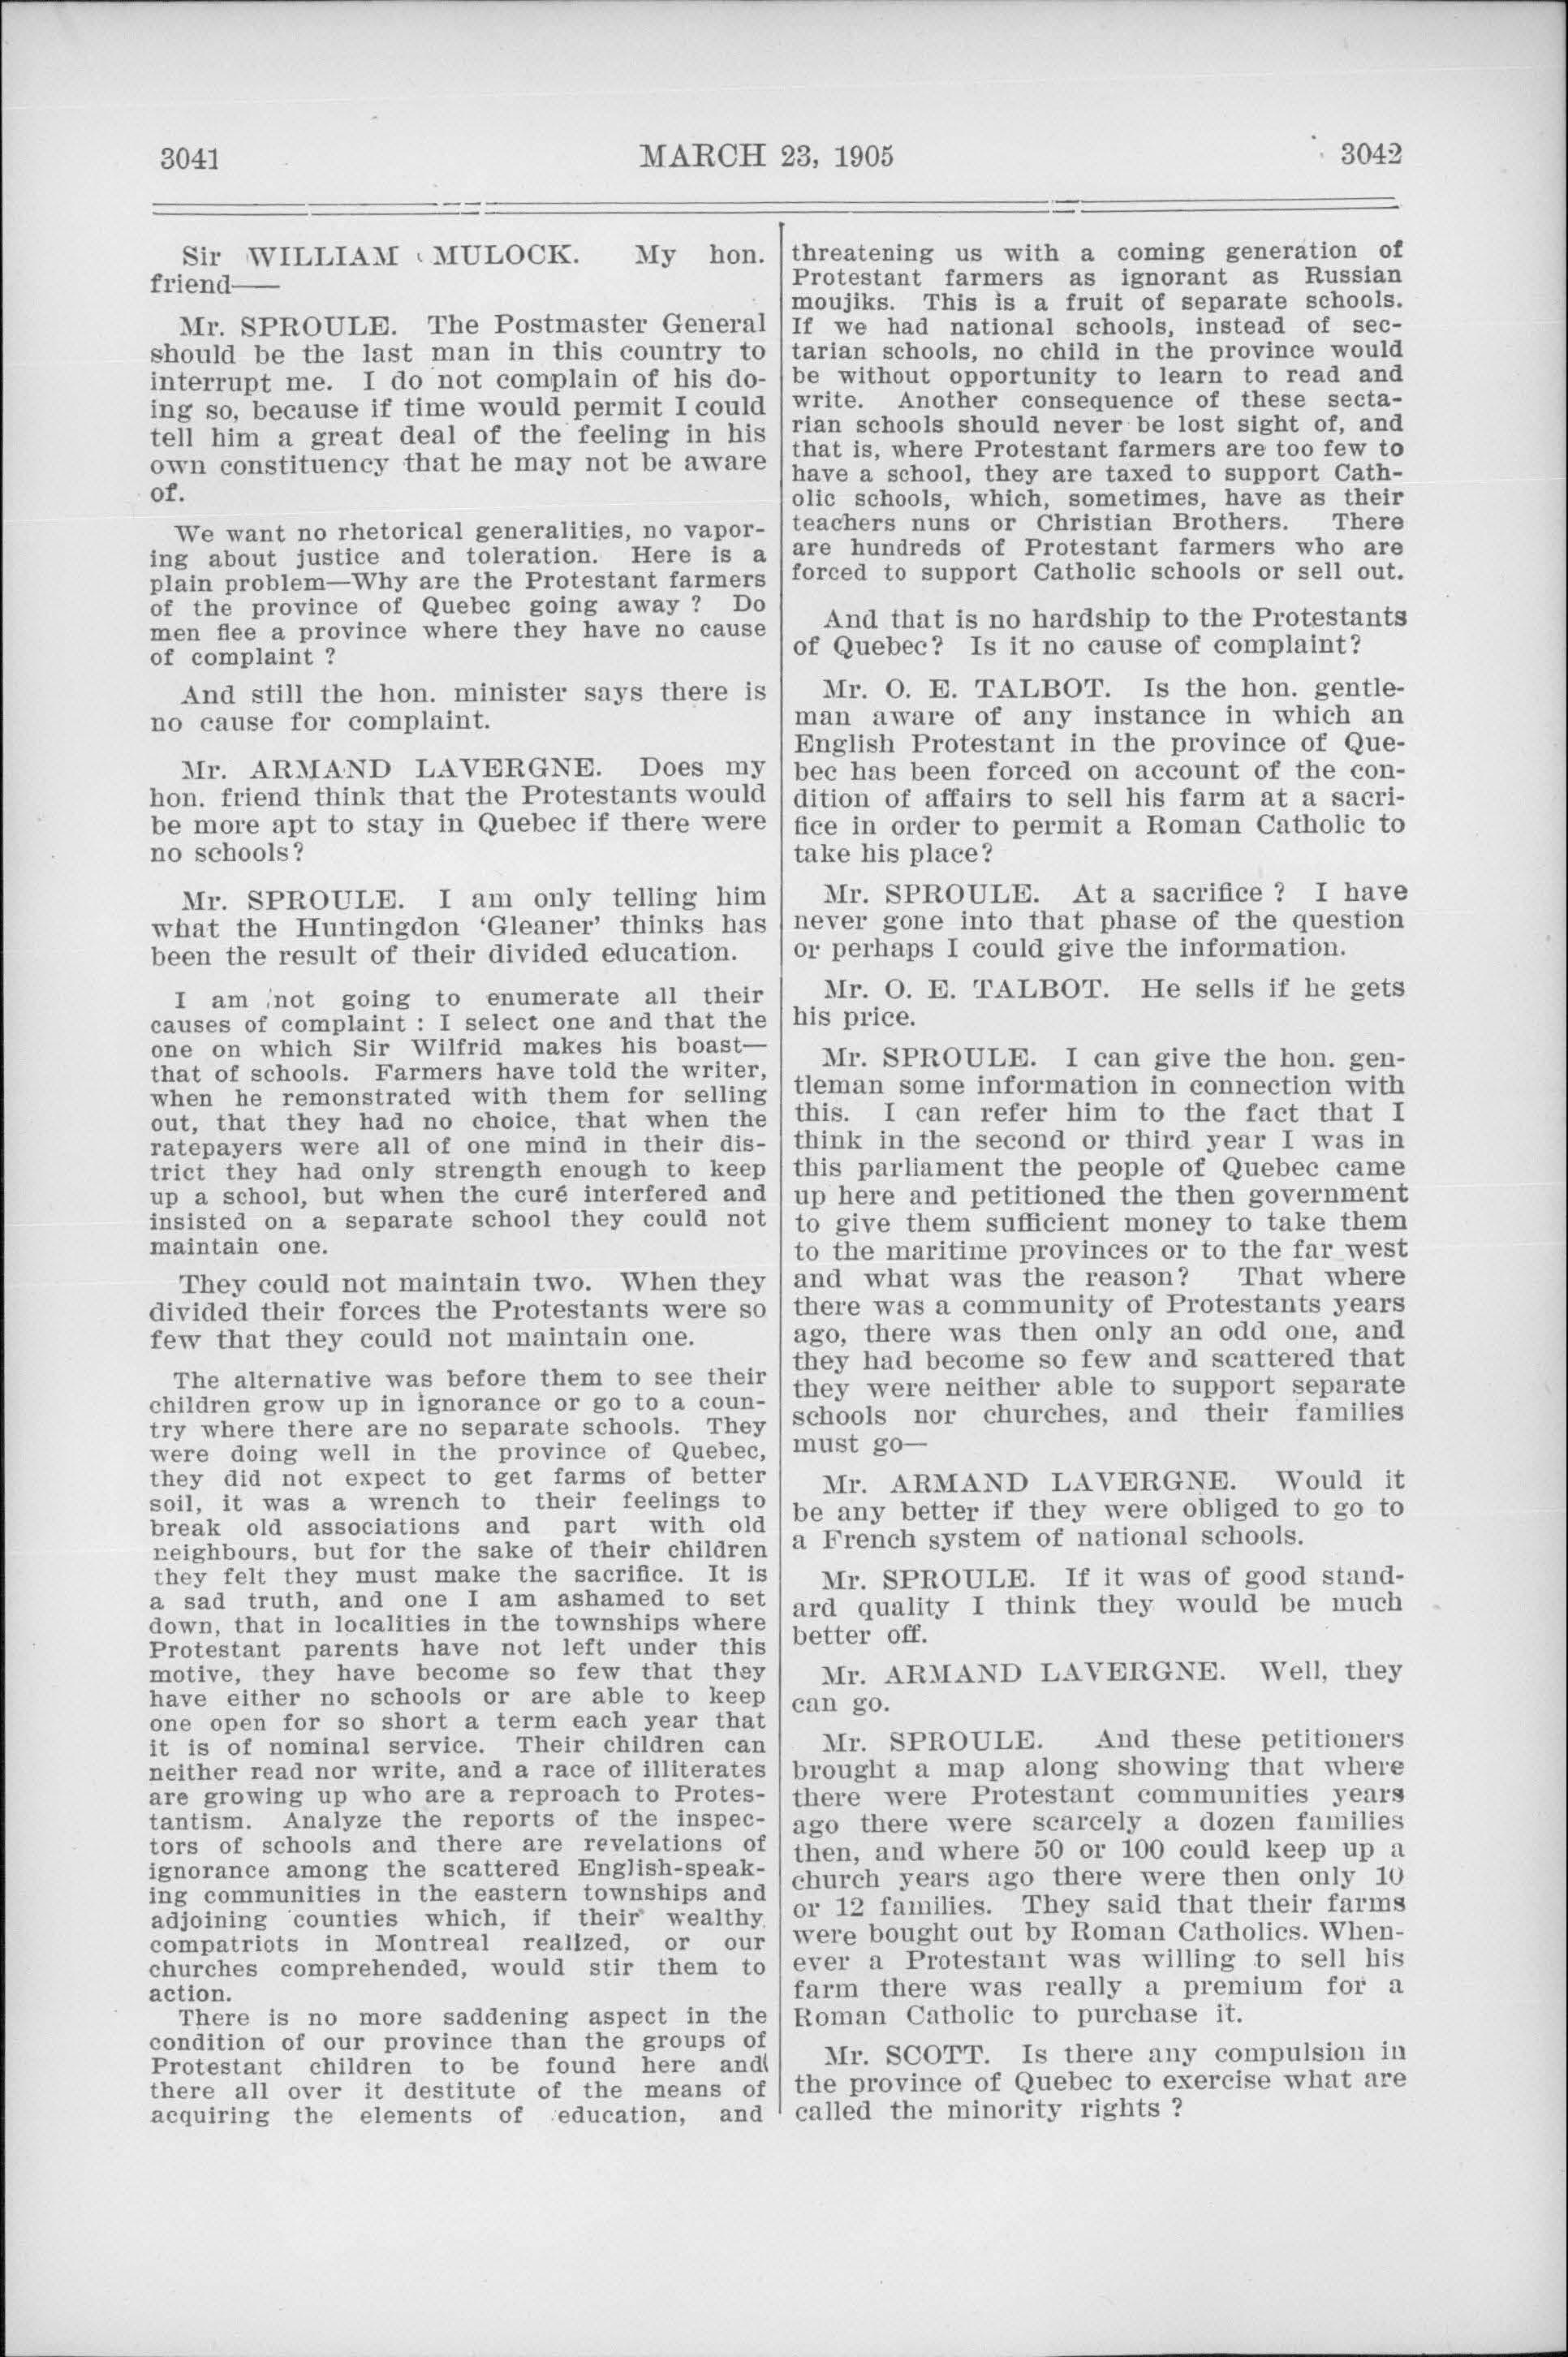 3041
MARCH 23, 1905
3042
Sir WILLIAM MULOCK. My hon.
friend——
Mr. SPROULE. The Postmaster General
should be the last man in this country to
interrupt me. I do not complain of his do-
ing so, because if time would permit I could
tell him a great deal of the feeling in his
own constituency that he may not be aware
of.
We want no rhetorical generalities, no vapor-
ing about justice and toleration. Here is a
plain problem—Why are the Protestant farmers
of the province of Quebec going away ? Do
men flee a province where they have no cause
of complaint ?
And still the hon. minister says there is
no cause for complaint.
Mr. ARMAND LAVERGNE. Does my
hon. friend think that the Protestants would
be more apt to stay in Quebec if there were
no schools?
Mr. SPROULE. I am only telling him
what the Huntingdon ‘Gleaner’ thinks has
been the result of their divided education.
I am not going to enumerate all their
causes of complaint : I select one and that the
one on which Sir Wilfrid makes his boast—
that of schools. Farmers have told the writer,
when he remonstrated with them for selling
out, that they had no choice, that when the
ratepayers were all of one mind in their dis-
trict they had only strength enough to keep
up a school, but when the curé interfered and
insisted on a separate school they could not
maintain one.
They could not maintain two. When they
divided their forces the Protestants were so
few that they could not maintain one.
The alternative was before them to see their
children grow up in ignorance or go to a coun-
try where there are no separate schools. They
were doing well in the province of Quebec,
they did not expect to get farms of better
soil, it was a wrench to their feelings to
break old associations and part with old
neighbours, but for the sake of their children
they felt they must make the sacrifice. It is
a sad truth, and one I am ashamed to set
down, that in localities in the townships where
Protestant parents have not left under this
motive, they have become so few that they
have either no schools or are able to keep
one open for so short a term each year that
it is of nominal service. Their children can
neither read nor write, and a race of illiterates
are growing up who are a reproach to Protes-
tantism. Analyze the reports of the inspec-
tors of schools and there are revelations of
ignorance among the scattered English-speak-
ing communities in the eastern townships and
adjoining counties which, if their wealthy
compatriots in Montreal realized, or our
churches comprehended, would stir them to
action.
There is no more saddening aspect in the
condition of our province than the groups of
Protestant children to be found here and
there all over it destitute of the means of
acquiring the elements of education, and
threatening us with a coming generation of
Protestant farmers as ignorant as Russian
moujiks. This is a fruit of separate schools.
If we had national schools, instead of sec-
tarian schools, no child in the province would
be without opportunity to learn to read and
write. Another consequence of these secta-
rian schools should never be lost sight of, and
that is, where Protestant farmers are too few to
have a school, they are taxed to support Cath-
olic schools, which, sometimes, have as their
teachers nuns or Christian Brothers. There
are hundreds of Protestant farmers who are
forced to support Catholic schools or sell out.
And that is no hardship to the Protestants
of Quebec? Is it no cause of complaint?
Mr. O. E. TALBOT. Is the hon. gentle-
man aware of any instance in which an
English Protestant in the province of Que-
bec has been forced on account of the con-
dition of affairs to sell his farm at a sacri-
fice in order to permit a Roman Catholic to
take his place?
Mr. SPROULE. At a sacrifice ? I have
never gone into that phase of the question
or perhaps I could give the information.
Mr. O. E. TALBOT. He sells if he gets
his price.
Mr. SPROULE. I can give the hon. gen-
tleman some information in connection with
this. I can refer him to the fact that I
think in the second or third year I was in
this parliament the people of Quebec came
up here and petitioned the then government
to give them sufficient money to take them
to the maritime provinces or to the far west
and what was the reason? That where
there was a community of Protestants years
ago, there was then only an odd one, and
they had become so few and scattered that
they were neither able to support separate
schools nor churches, and their families
must go—
Mr. ARMAND LAVERGNE. Would it
be any better if they were obliged to go to
a French system of national schools.
Mr. SPROULE. If it was of good stand-
ard quality I think they would be much
better off.
Mr. ARMAND LAVERGNE. Well, they
can go.
Mr. SPROULE. And these petitioners
brought a map along showing that where
there were Protestant communities years
ago there were scarcely a dozen families
then, and where 50 or 100 could keep up a
church years ago there were then only 10
or 12 families. They said that their farms
were bought out by Roman Catholics. When-
ever a Protestant was willing to sell his
farm there was really a premium for a
Roman Catholic to purchase it.
Mr. SCOTT. Is there any compulsion in
the province of Quebec to exercise what are
called the minority rights ?